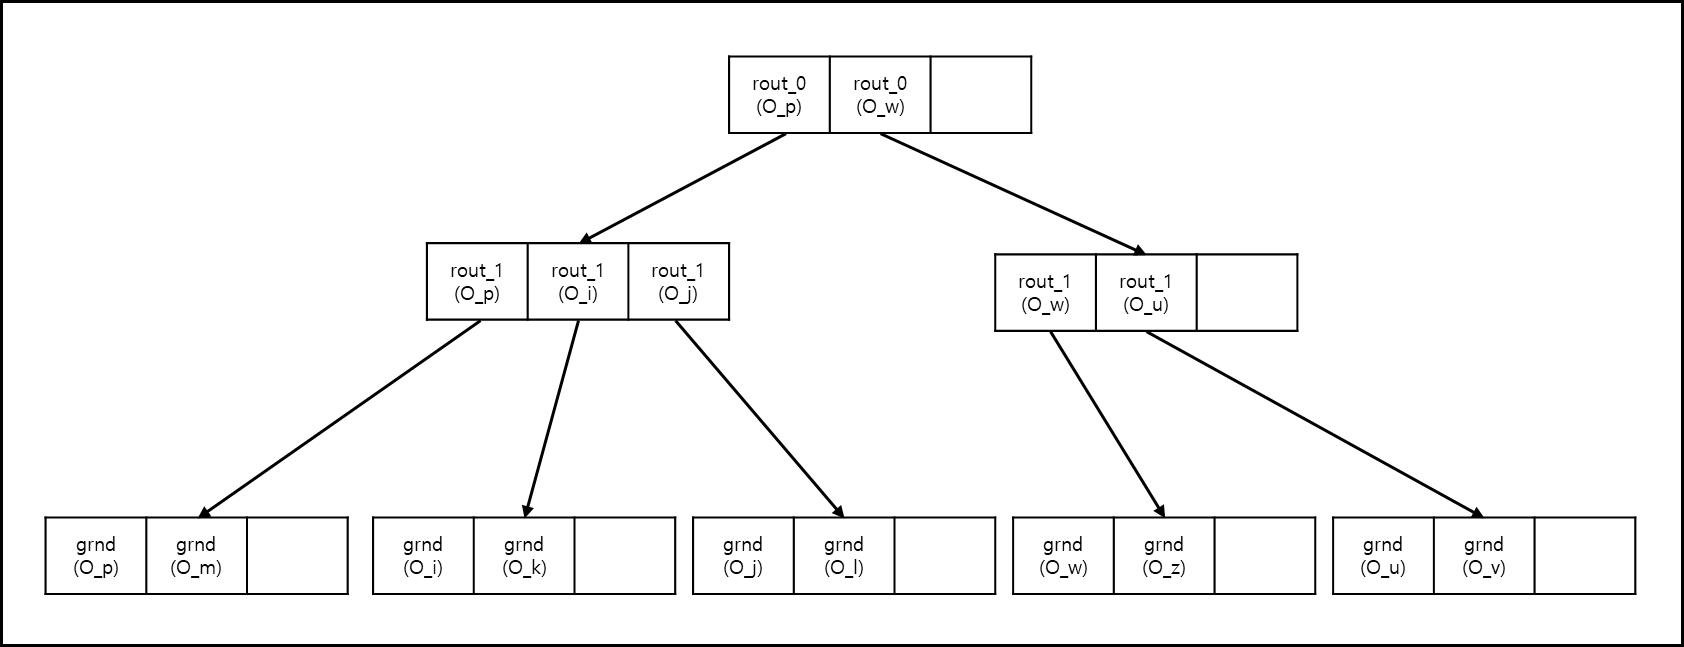 rout_0
(O_p)
rout_0
(O_w)
rout_1
(O_p)
rout_1
(O_i)
rout_1
(O_j)
rout_1
(O_w)
rout_1
(O_u)
grnd
(O_p)
grnd
(O_m)
grnd
(O_i)
grnd
(O_k)
grnd
(O_j)
grnd
(O_l)
grnd
(O_w)
grnd
(O_z)
grnd
(O_u)
grnd
(O_v)